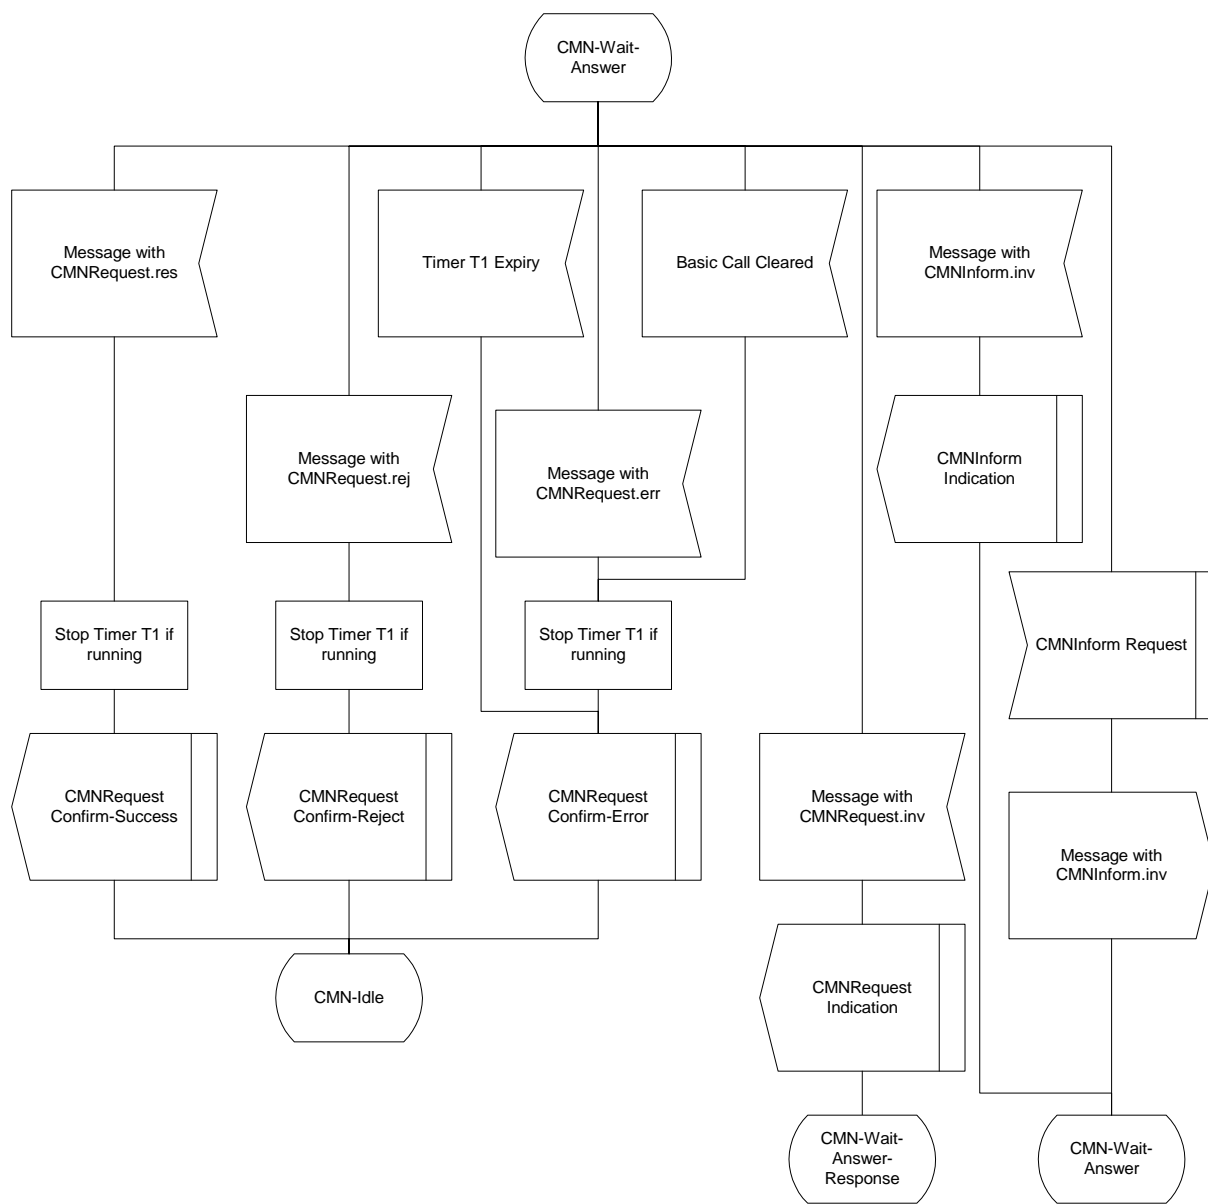 CMN-Wait-
Answer
Message with
CMNRequest.res
Timer T1 Expiry
Basic Call Cleared
Message with
CMNInform.inv
Message with
CMNRequest.rej
Message with
CMNRequest.err
CMNInform
Indication
Stop Timer T1 if
running
Stop Timer T1 if
running
Stop Timer T1 if
running
CMNInform Request
CMNRequest
Confirm-Success
CMNRequest
Confirm-Reject
CMNRequest
Confirm-Error
Message with
CMNRequest.inv
Message with
CMNInform.inv
CMN-Idle
CMNRequest
Indication
CMN-Wait-
Answer-
Response
CMN-Wait-
Answer